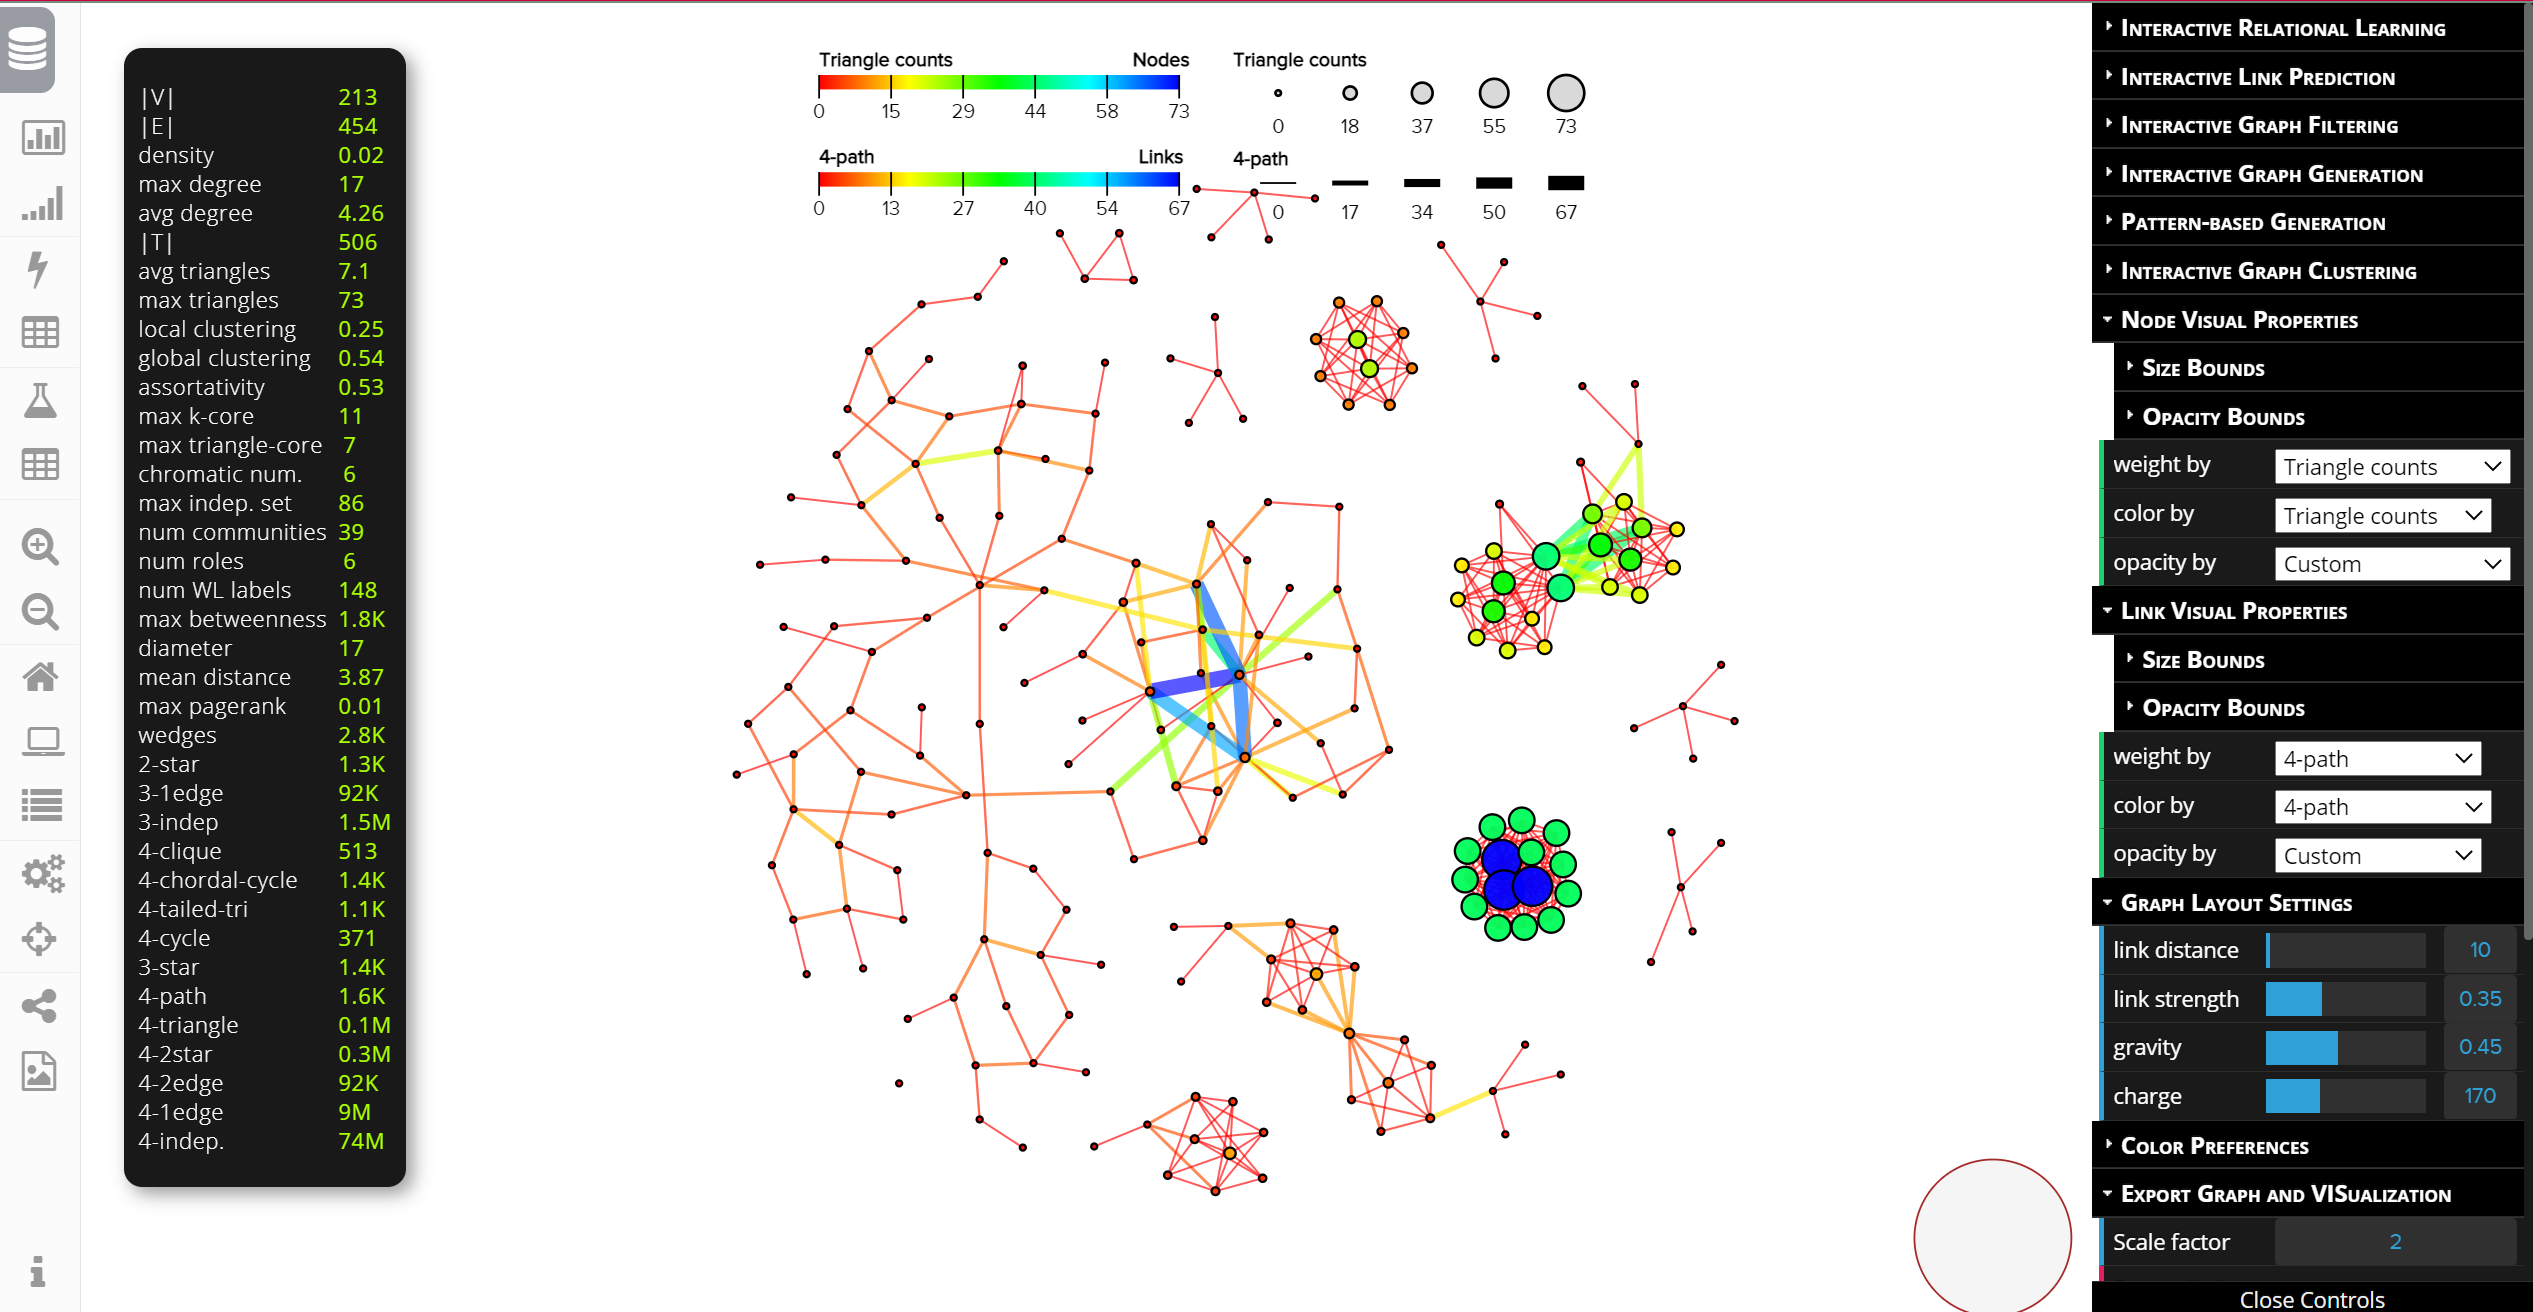 |V| 213
|E| 454
density 0.02
max degree 17
avg degree 4.26
|T| 506
avg triangles 7.1
max triangles 73
local clustering 0.25
global clustering 0.54
assortativity 0.53
max k-core 11
max triangle-core 7
chromatic num. 6
max indep. set 86
num communities 39
num roles 6
num WL labels 148
max betweenness 1.8K
diameter 17
mean distance 3.87
max pagerank 0.01
wedges 2.8K
2-star 1.3K
3-1edge 92K
3-indep 1.5M
4-clique 513
4-chordal-cycle 1.4K
4-tailed-tri 1.1K
4-cycle 371
3-star 1.4K
4-path 1.6K
4-triangle 0.1M
4-2star 0.3M
4-2edge 92K
4-1edge 9M
4-indep. 74M
Triangle counts Nodes
0 15 29 44 58 73
4-path Links
0 13 27 40 54 67
Triangle counts
0 18 37 55 73
4-path
0 17 34 50 67
Interactive Relational Learning
Interactive Link Prediction
Interactive Graph Filtering
Interactive Graph Generation
Pattern-based Generation
Interactive Graph Clustering
Node Visual Properties
Size Bounds
Opacity Bounds
weight by Triangle counts
color by Triangle counts
opacity by Custom
Link Visual Properties
Size Bounds
Opacity Bounds
weight by 4-path
color by 4-path
opacity by Custom
Graph Layout Settings
link distance 10
link strength 0.35
gravity 0.45
charge 170
Color Preferences
Export Graph and VISualization
Scale factor 2
Close Controls